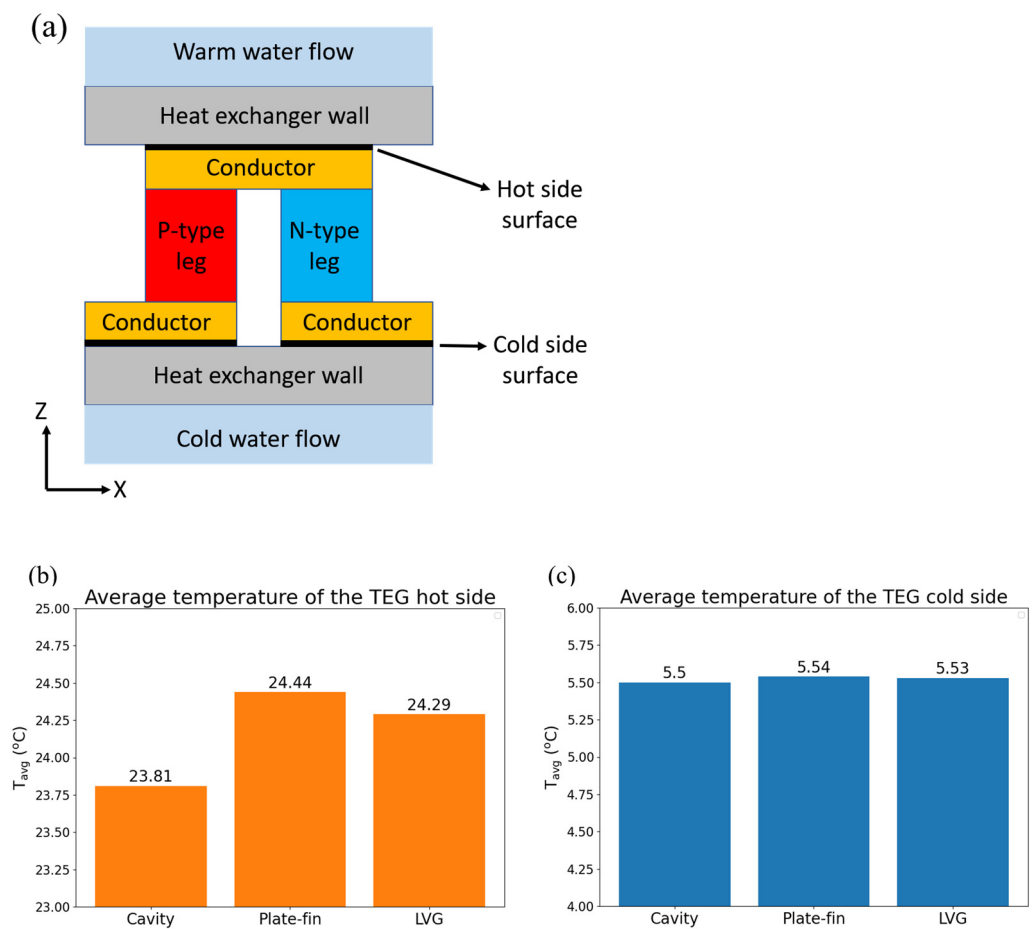 (a)
Warm water flow
Heat exchanger wall
Conductor
Hot side
surface
P-type
leg
N-type
leg
Conductor
Conductor
Cold side
surface
Heat exchanger wall
Cold water flow
Z
X
(b)
Average temperature of the TEG hot side
25.00
24.75
24.50
24.25
24.00
23.75
23.50
23.25
23.00
Tavg (°C)
23.81
24.44
24.29
Cavity
Plate-fin
LVG
(c)
Average temperature of the TEG cold side
6.00
5.75
5.50
5.25
5.00
4.75
4.50
4.25
4.00
Tavg (°C)
5.5
5.54
5.53
Cavity
Plate-fin
LVG